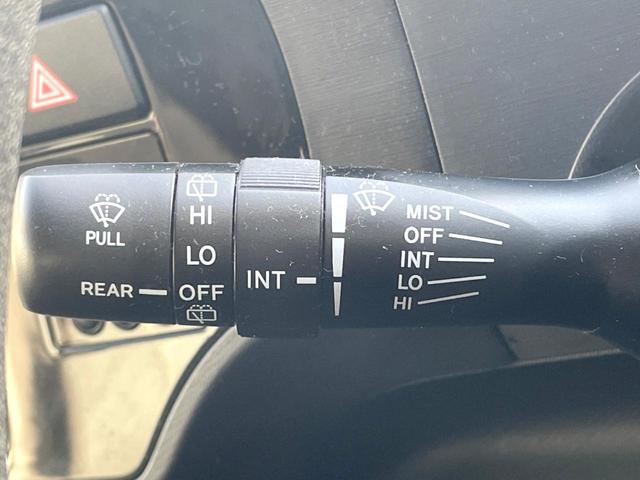 PULL
REAR
HI
LO
OFF
INT
MIST
OFF
INT
LO
HI